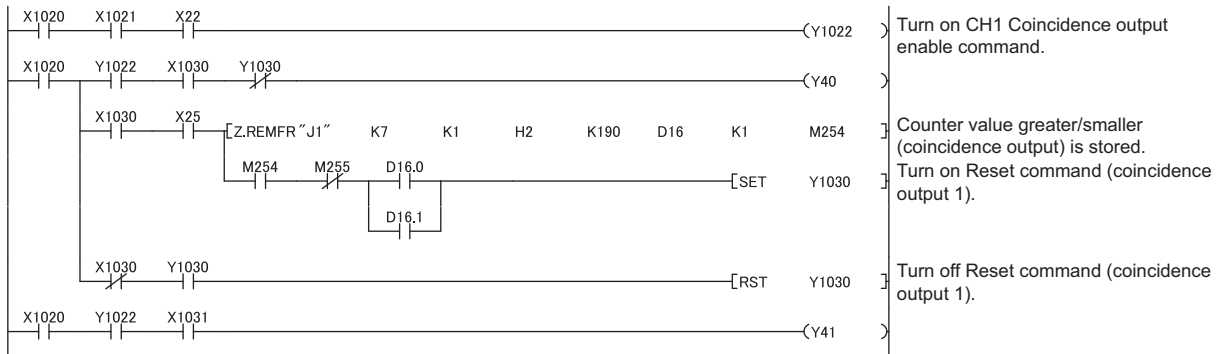 X1020 X1021 X22
(Y1022 )
Turn on CH1 Coincidence output
enable command.
X1020 Y1022 X1030 Y1030
(Y40 )
X1030 X25
[Z.REMFR "J1" K7 K1 H2 K190 D16 K1 M254 ]
Counter value greater/smaller
(coincidence output) is stored.
M254 M255 D16.0
[SET Y1030 ]
Turn on Reset command (coincidence
output 1).
D16.1
X1030 Y1030
[RST Y1030 ]
Turn off Reset command (coincidence
output 1).
X1020 Y1022 X1031
(Y41 )